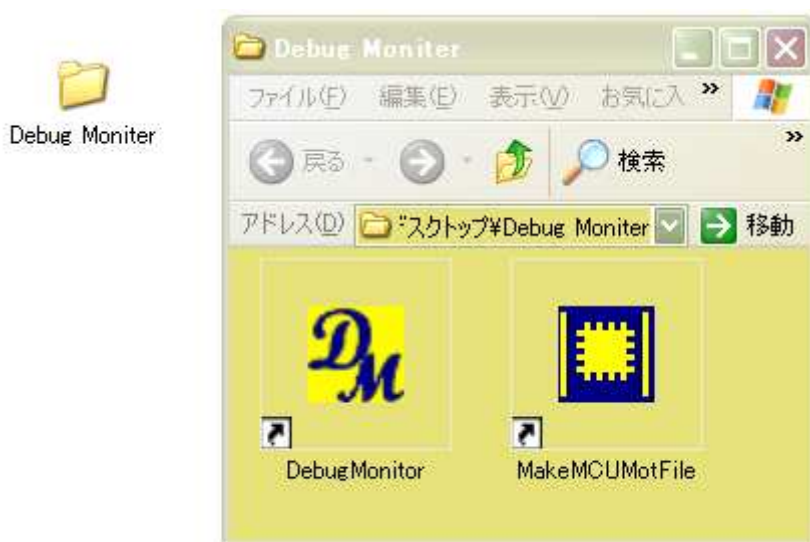 Debug Moniter
Debug Moniter
ファイル(F) 編集(E) 表示(V) お気に入 »
戻る 検索 »
アドレス(D) ﾞスクトップ¥Debug Moniter 移動
DM
DebugMonitor MakeMCUMotFile